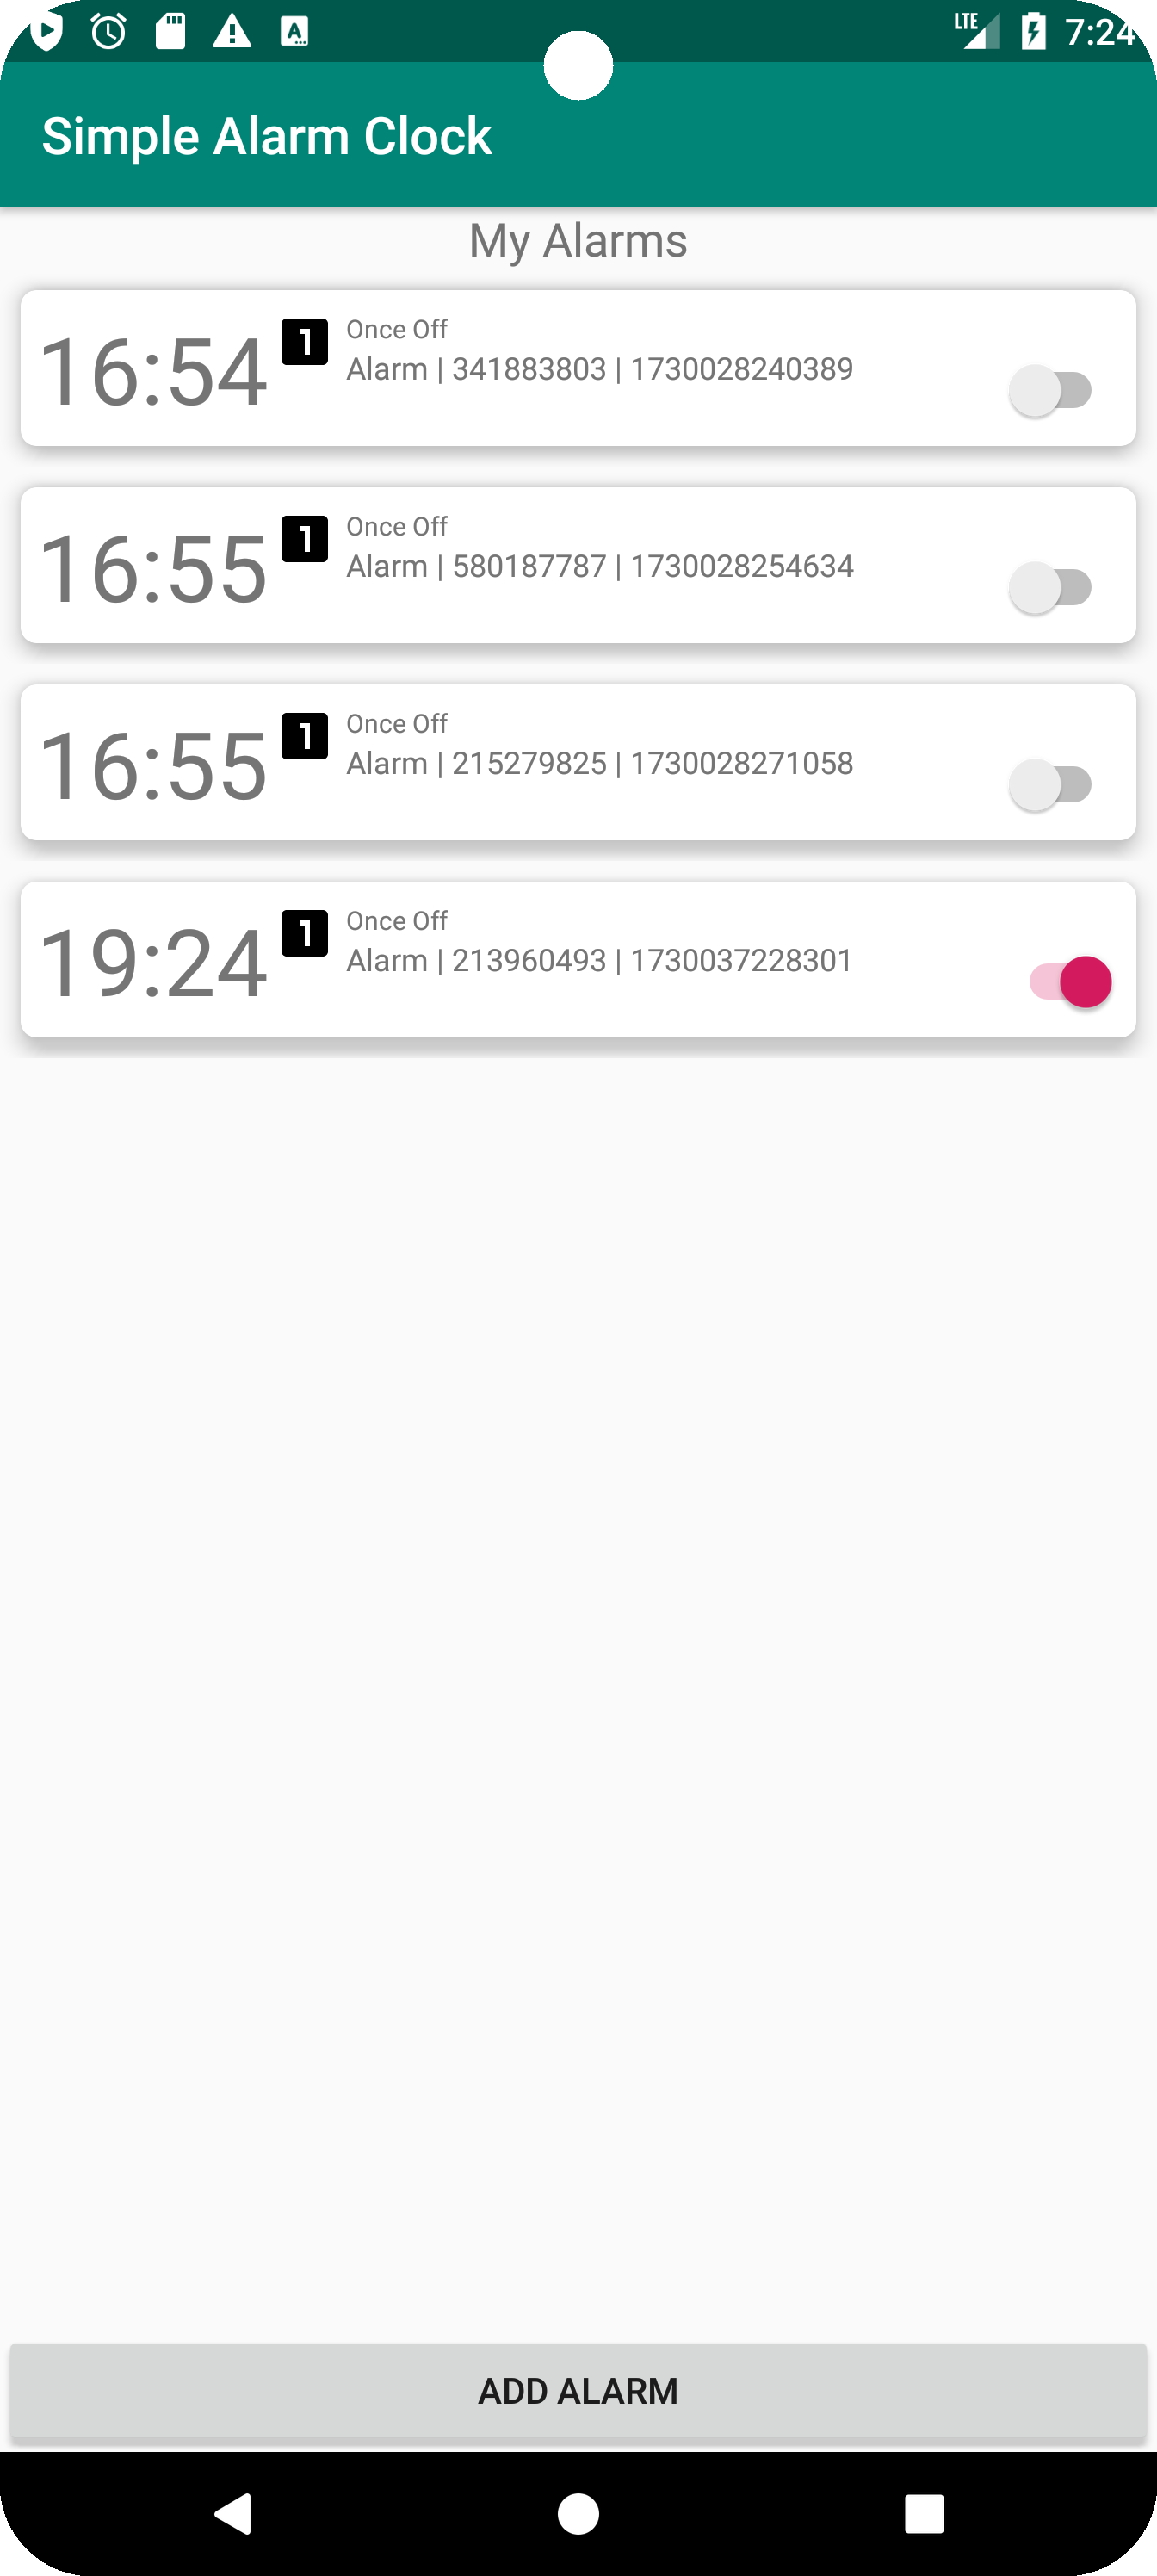 LTE 7:24
Simple Alarm Clock
My Alarms
16:54 1 Once Off
Alarm | 341883803 | 1730028240389
16:55 1 Once Off
Alarm | 580187787 | 1730028254634
16:55 1 Once Off
Alarm | 215279825 | 1730028271058
19:24 1 Once Off
Alarm | 213960493 | 1730037228301
ADD ALARM